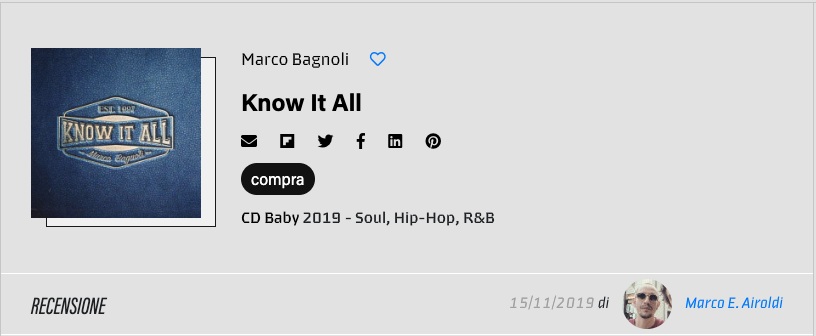 Marco Bagnoli
Know It All
EST. 1997
KNOW IT ALL
Marco Bagnoli
compra
CD Baby 2019 - Soul, Hip-Hop, R&B
RECENSIONE
15/11/2019 di
Marco E. Airoldi